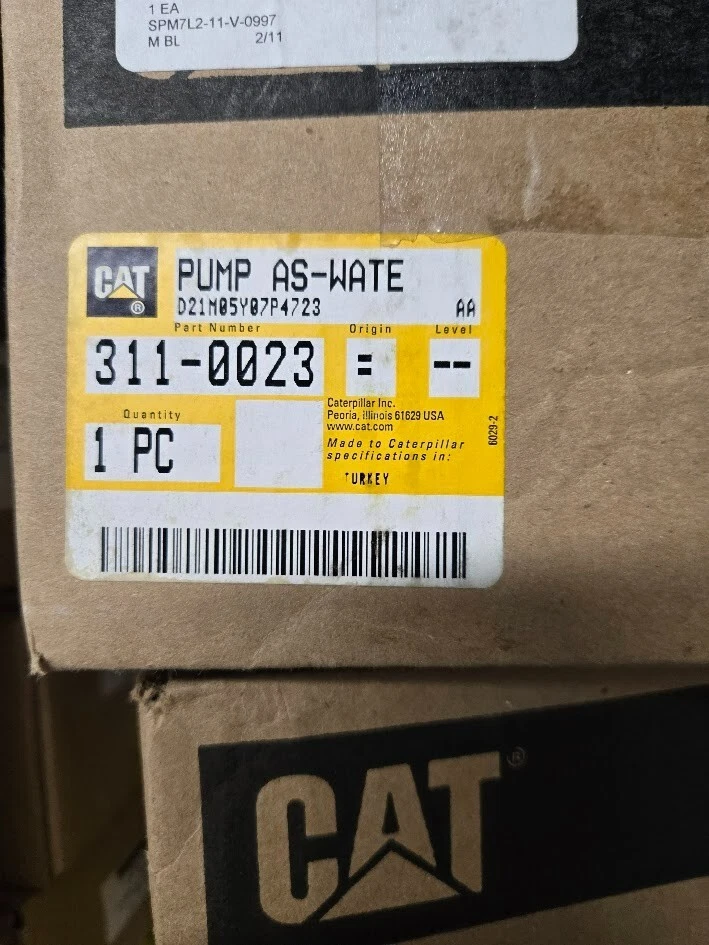 1 EA
SPM7L2-11-V-0997
M BL 2/11
CAT ®
PUMP AS-WATE
D21M05Y07P4723 AA
Part Number Origin Level
311-0023 = --
Quantity
1 PC
Caterpillar Inc.
Peoria, Illinois 61629 USA
www.cat.com
Made to Caterpillar
specifications in:
TURKEY
6029-2
CAT ®